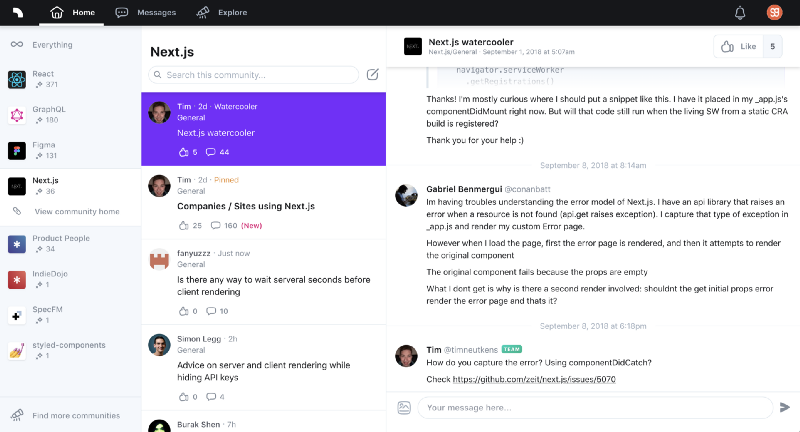 Home
Messages
Explore
Everything
React
371
GraphQL
180
Figma
131
Next.js
36
View community home
Product People
34
IndieDojo
1
SpecFM
1
styled-components
1
Find more communities
Next.js
Search this community...
Tim · 2d · Watercooler
General
Next.js watercooler
5 44
Tim · 2d · Pinned
General
Companies / Sites using Next.js
25 160 (New)
fanyuzzz · Just now
General
Is there any way to wait serveral seconds before
client rendering
0 10
Simon Legg · 2h
General
Advice on server and client rendering while
hiding API keys
0 4
Burak Shen · 7h
Next.js watercooler
Next.js/General · September 1, 2018 at 5:07am
Like 5
navigator.serviceWorker
.getRegistrations()
Thanks! I'm mostly curious where I should put a snippet like this. I have it placed in my _app.js's
componentDidMount right now. But will that code still run when the living SW from a static CRA
build is registered?
Thank you for your help :)
September 8, 2018 at 8:14am
Gabriel Benmergui @conanbatt
Im having troubles understanding the error model of Next.js. I have an api library that raises an
error when a resource is not found (api.get raises exception). I capture that type of exception in
_app.js and render my custom Error page.
However when I load the page, first the error page is rendered, and then it attempts to render
the original component
The original component fails because the props are empty
What I dont get is why is there a second render involved: shouldnt the get initial props error
render the error page and thats it?
September 8, 2018 at 6:18pm
Tim @timneutkens TEAM
How do you capture the error? Using componentDidCatch?
Check https://github.com/zeit/next.js/issues/5070
Your message here...